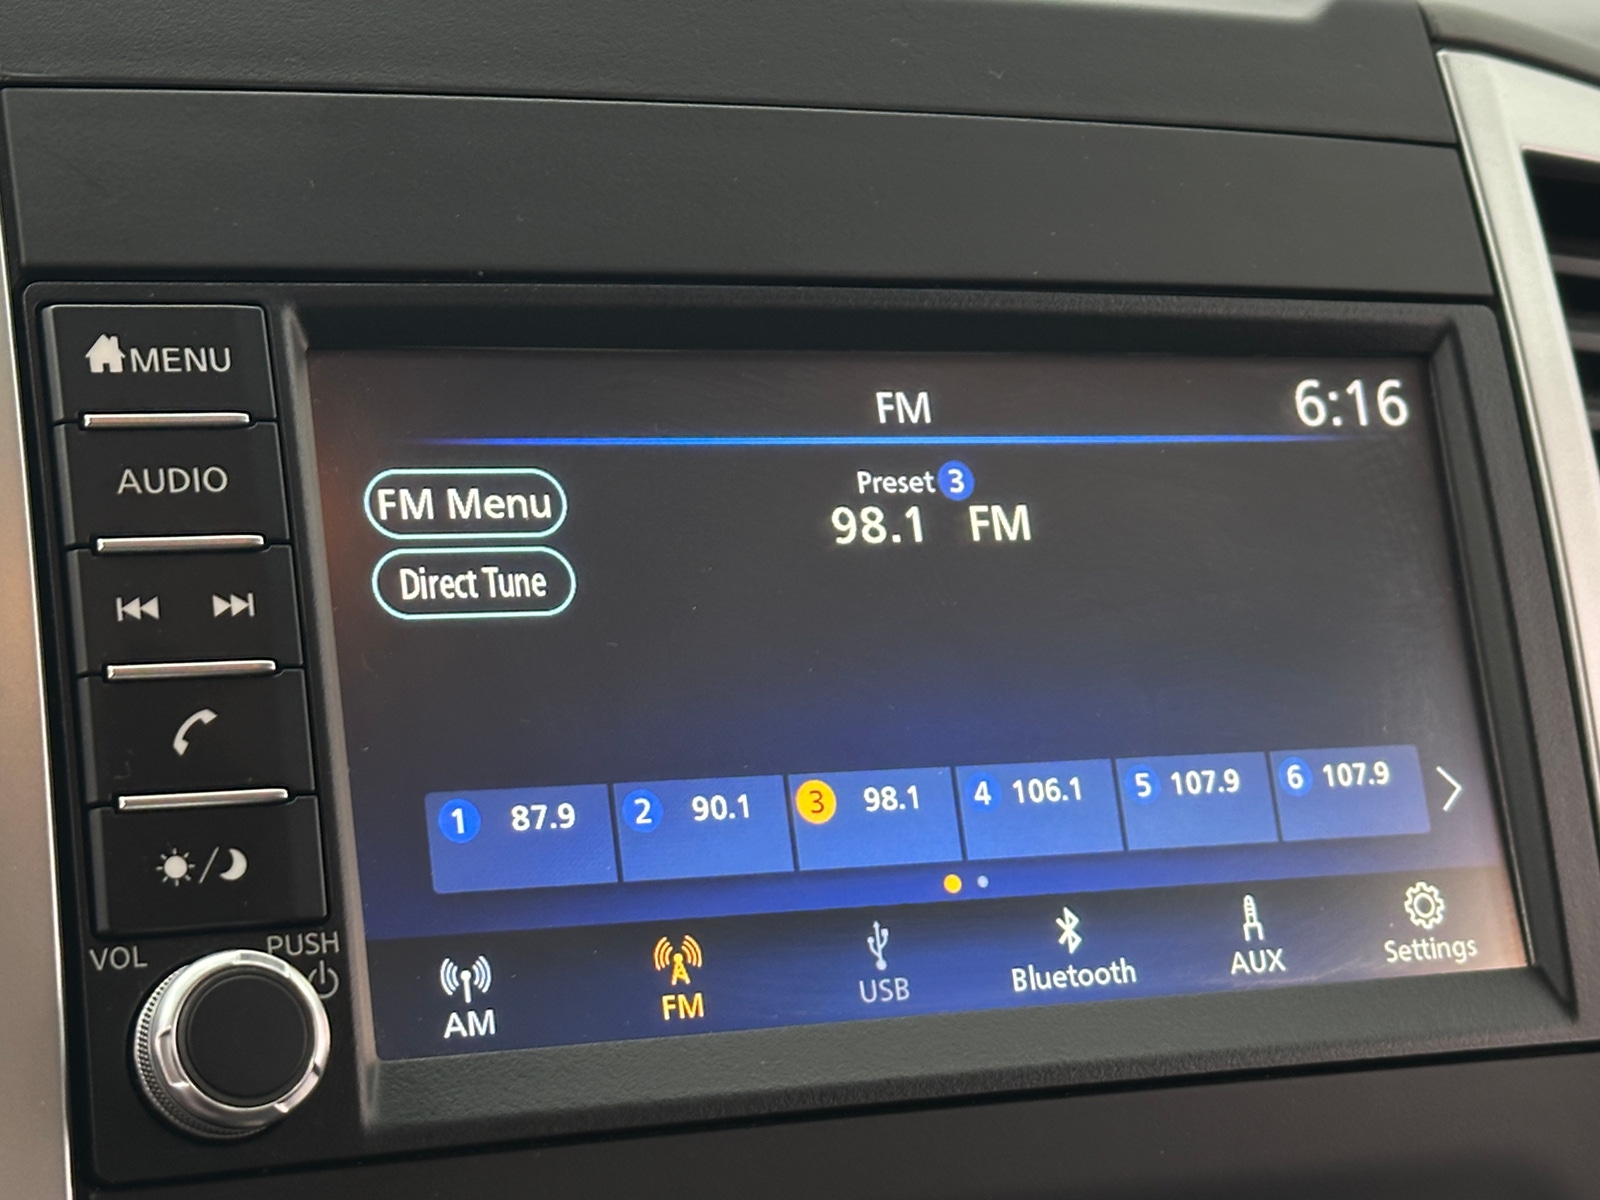 MENU
AUDIO
VOL
PUSH
FM
6:16
FM Menu
Direct Tune
Preset 3
98.1 FM
1 87.9
2 90.1
3 98.1
4 106.1
5 107.9
6 107.9
AM
FM
USB
Bluetooth
AUX
Settings